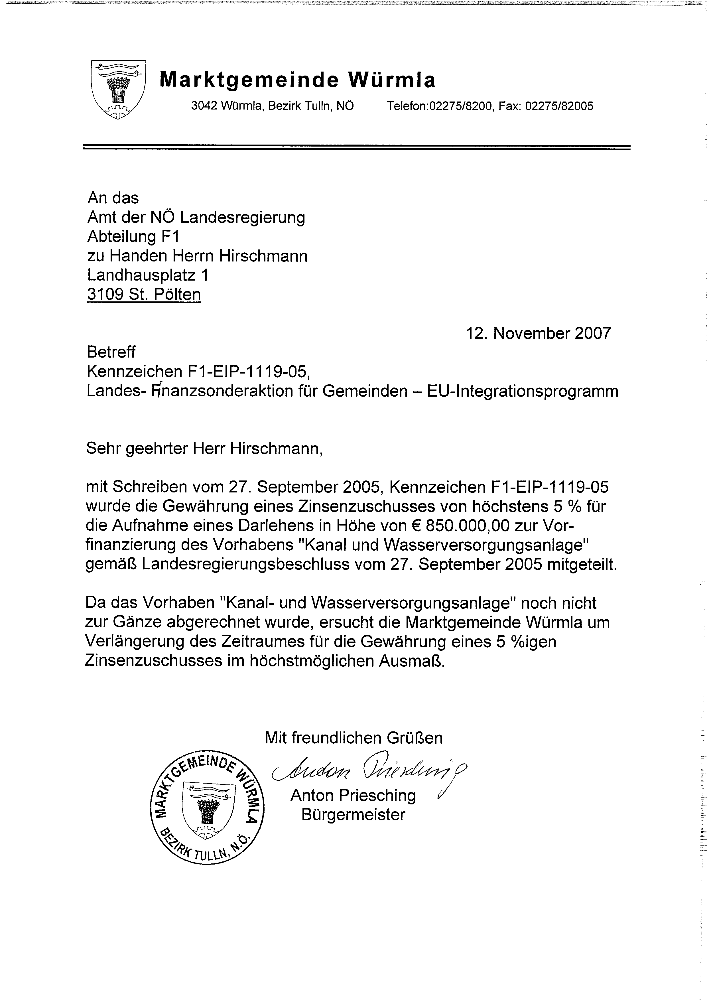 Marktgemeinde Würmla
3042 Würmla, Bezirk Tulln, NÖ Telefon:02275/8200, Fax: 02275/82005
An das
Amt der NÖ Landesregierung
Abteilung F1
zu Handen Herrn Hirschmann
Landhausplatz 1
3109 St. Pölten
12. November 2007
Betreff
Kennzeichen F1-EIP-1119-05,
Landes- Finanzsonderaktion für Gemeinden – EU-Integrationsprogramm
Sehr geehrter Herr Hirschmann,
mit Schreiben vom 27. September 2005, Kennzeichen F1-EIP-1119-05
wurde die Gewährung eines Zinsenzuschusses von höchstens 5 % für
die Aufnahme eines Darlehens in Höhe von € 850.000,00 zur Vor-
finanzierung des Vorhabens "Kanal und Wasserversorgungsanlage"
gemäß Landesregierungsbeschluss vom 27. September 2005 mitgeteilt.
Da das Vorhaben "Kanal- und Wasserversorgungsanlage" noch nicht
zur Gänze abgerechnet wurde, ersucht die Marktgemeinde Würmla um
Verlängerung des Zeitraumes für die Gewährung eines 5 %igen
Zinsenzuschusses im höchstmöglichen Ausmaß.
Mit freundlichen Grüßen
Anton Priesching
Anton Priesching
Bürgermeister
MARKTGEMEINDE WÜRMLA
BEZIRK TULLN, N.Ö.